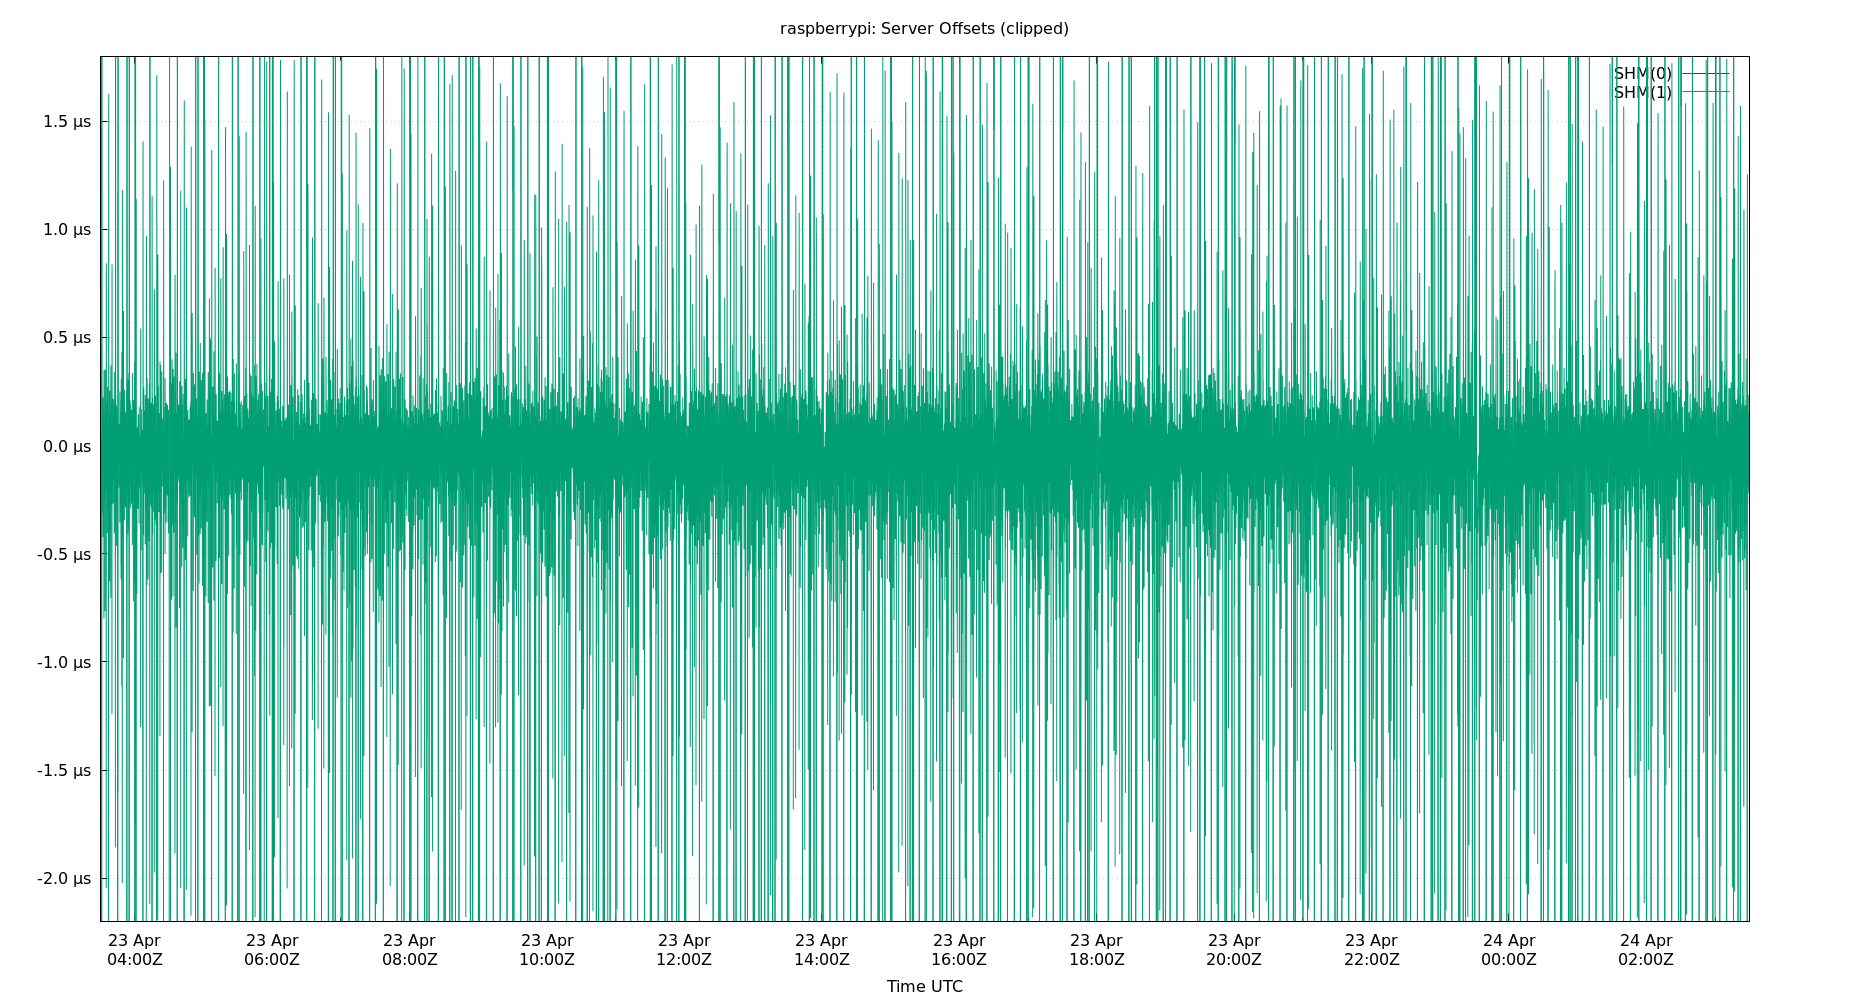 raspberrypi: Server Offsets (clipped)
SHM(0)
SHM(1)
1.5 µs
1.0 µs
0.5 µs
0.0 µs
-0.5 µs
-1.0 µs
-1.5 µs
-2.0 µs
23 Apr 23 Apr 23 Apr 23 Apr 23 Apr 23 Apr 23 Apr 23 Apr 23 Apr 23 Apr 24 Apr 24 Apr
04:00Z 06:00Z 08:00Z 10:00Z 12:00Z 14:00Z 16:00Z 18:00Z 20:00Z 22:00Z 00:00Z 02:00Z
Time UTC